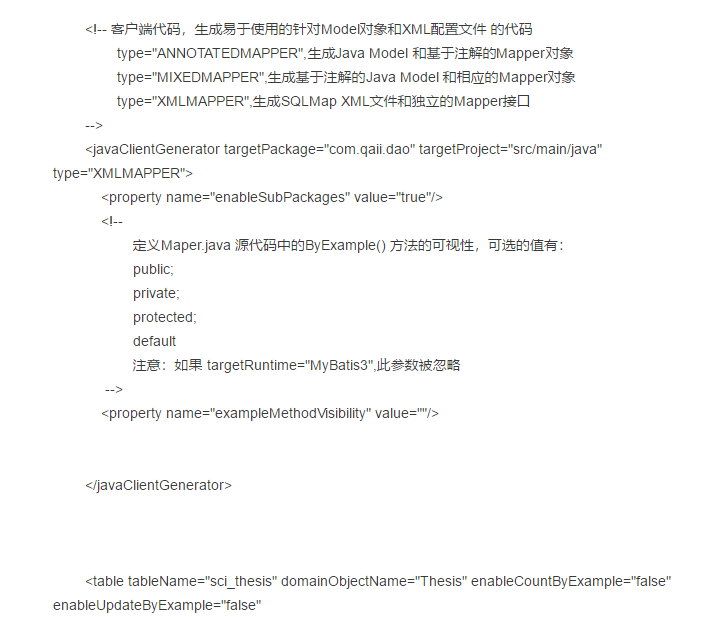 <!-- 客户端代码，生成易于使用的针对Model对象和XML配置文件 的代码
type="ANNOTATEDMAPPER",生成Java Model 和基于注解的Mapper对象
type="MIXEDMAPPER",生成基于注解的Java Model 和相应的Mapper对象
type="XMLMAPPER",生成SQLMap XML文件和独立的Mapper接口
-->
<javaClientGenerator targetPackage="com.qaii.dao" targetProject="src/main/java"
type="XMLMAPPER">
<property name="enableSubPackages" value="true"/>
<!--
定义Maper.java 源代码中的ByExample() 方法的可视性，可选的值有：
public;
private;
protected;
default
注意：如果 targetRuntime="MyBatis3",此参数被忽略
-->
<property name="exampleMethodVisibility" value=""/>
</javaClientGenerator>
<table tableName="sci_thesis" domainObjectName="Thesis" enableCountByExample="false"
enableUpdateByExample="false"